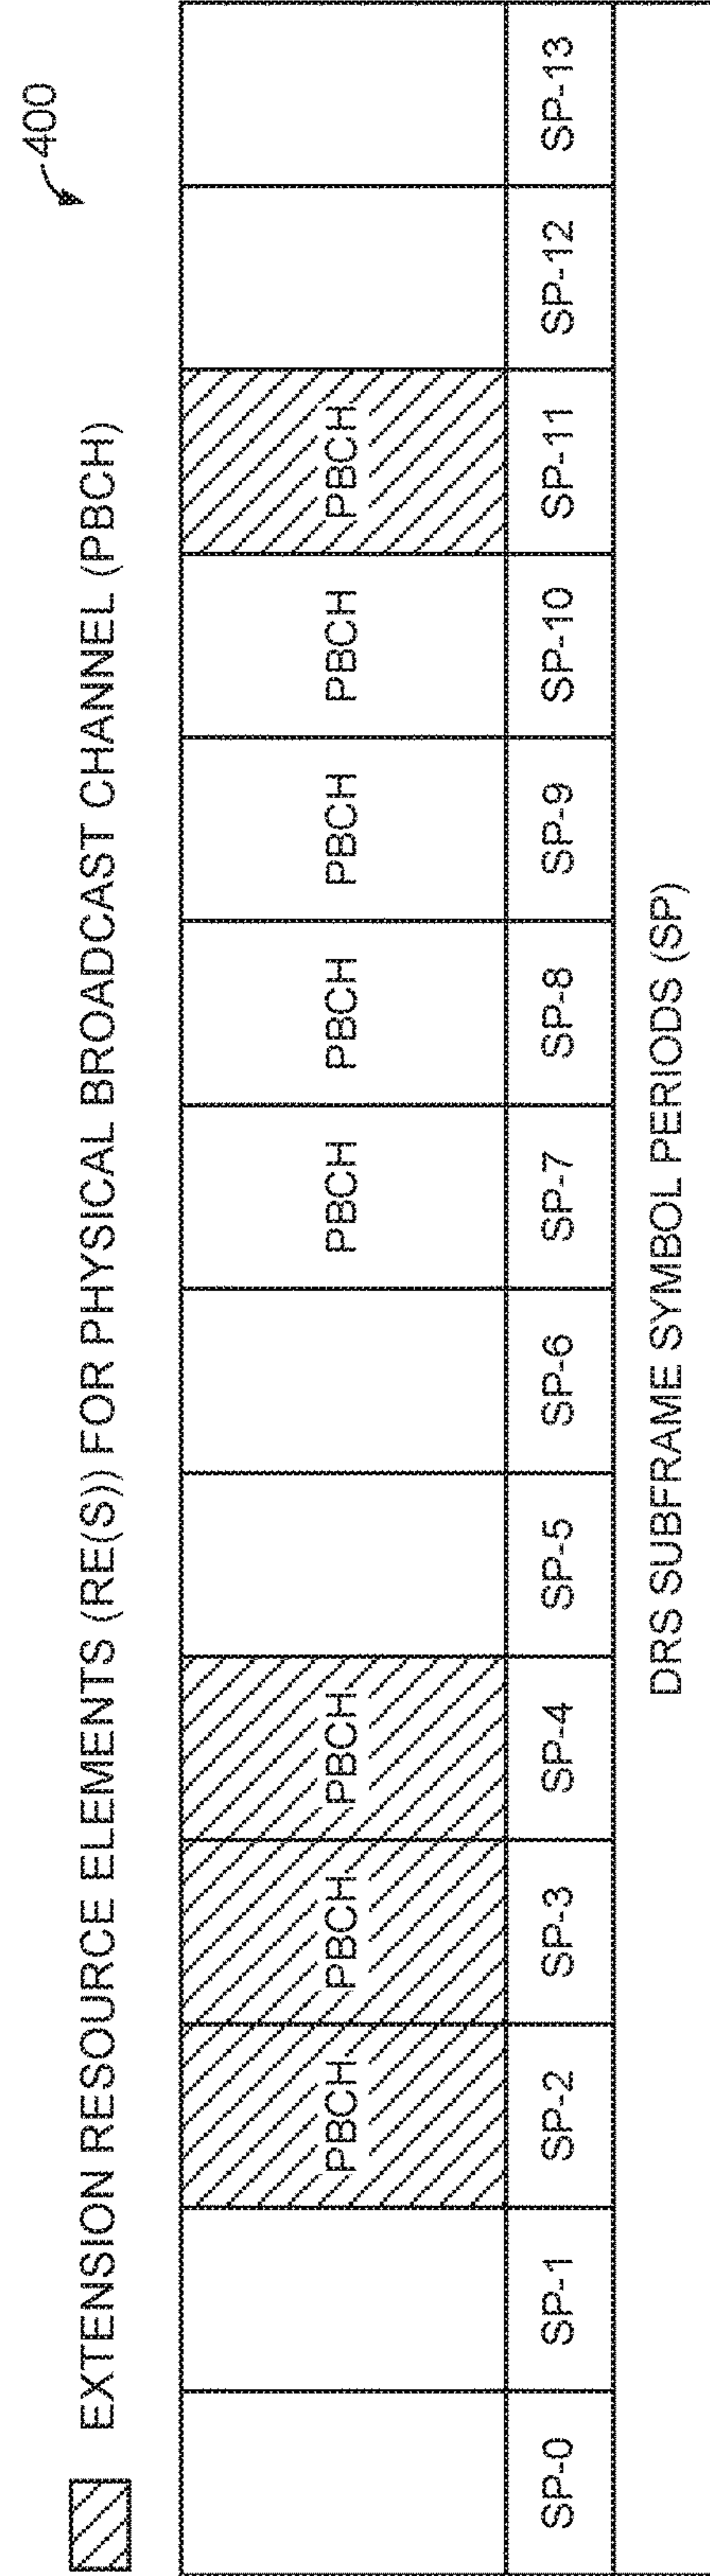 400
EXTENSION RESOURCE ELEMENTS (RE(S)) FOR PHYSICAL BROADCAST CHANNEL (PBCH)
PBCH PBCH PBCH PBCH PBCH PBCH PBCH PBCH
SP-0 SP-1 SP-2 SP-3 SP-4 SP-5 SP-6 SP-7 SP-8 SP-9 SP-10 SP-11 SP-12 SP-13
DRS SUBFRAME SYMBOL PERIODS (SP)